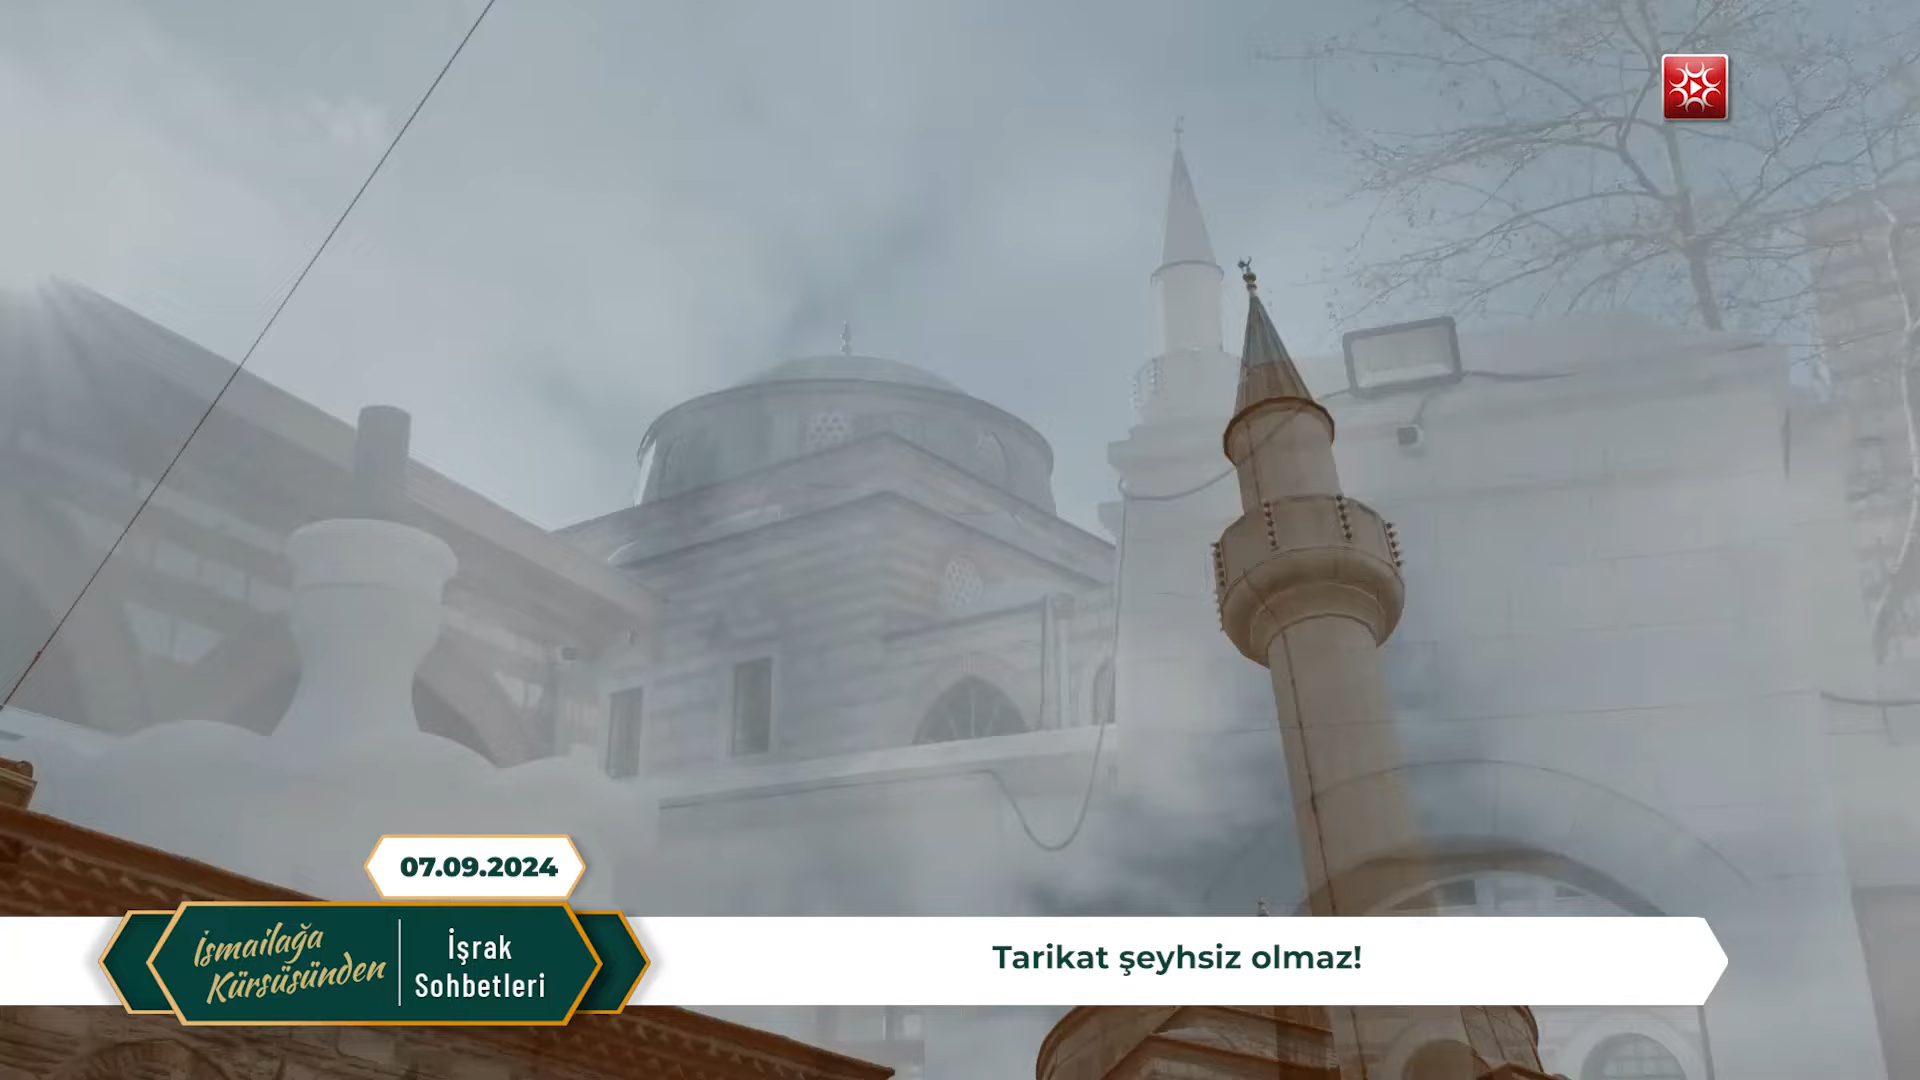 07.09.2024
İsmailağa
Kürsüsünden
İşrak
Sohbetleri
Tarikat şeyhsiz olmaz!